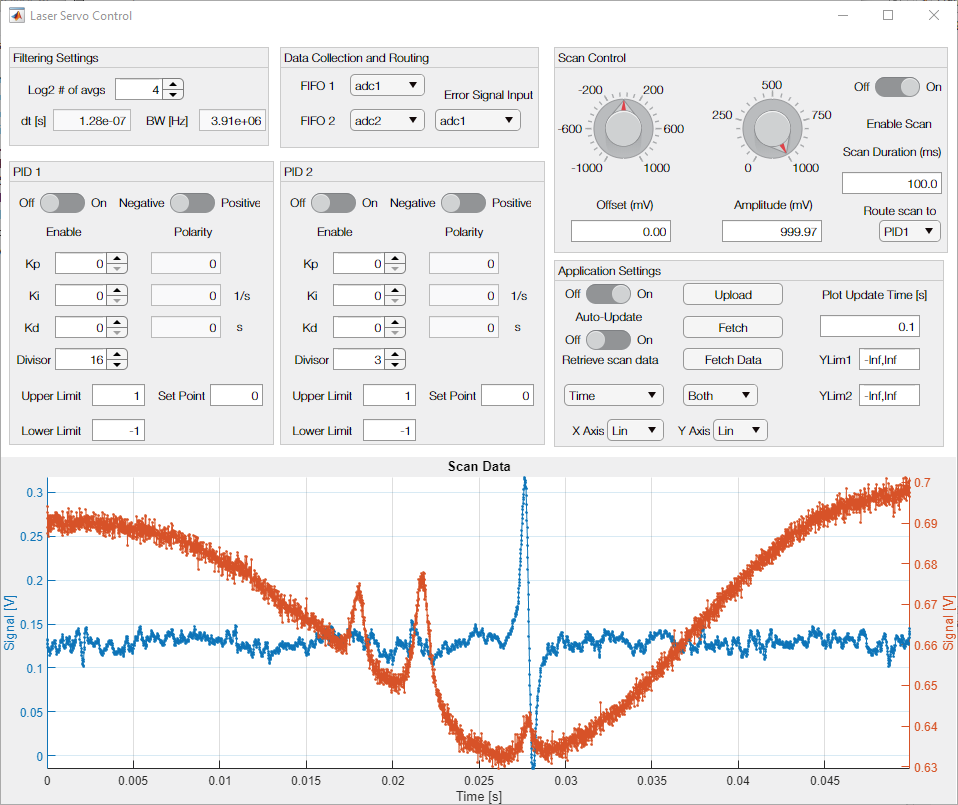 Laser Servo Control
Filtering Settings
Log2 # of avgs 4
dt [s] 1.28e-07 BW [Hz] 3.91e+06
Data Collection and Routing
FIFO 1 adc1
Error Signal Input
FIFO 2 adc2 adc1
Scan Control
-200 200
-600 600
-1000 1000
Offset (mV)
0.00
500
250 750
0 1000
Amplitude (mV)
999.97
Off On
Enable Scan
Scan Duration (ms)
100.0
Route scan to
PID1
PID 1
Off On Negative Positive
Enable Polarity
Kp 0 0
Ki 0 0 1/s
Kd 0 0 s
Divisor 16
Upper Limit 1 Set Point 0
Lower Limit -1
PID 2
Off On Negative Positive
Enable Polarity
Kp 0 0
Ki 0 0 1/s
Kd 0 0 s
Divisor 3
Upper Limit 1 Set Point 0
Lower Limit -1
Application Settings
Off On Upload Plot Update Time [s]
Auto-Update
Off On Fetch 0.1
Retrieve scan data Fetch Data YLim1 -Inf,Inf
Time Both YLim2 -Inf,Inf
X Axis Lin Y Axis Lin
Scan Data
Signal [V]
0.3
0.25
0.2
0.15
0.1
0.05
0
0 0.005 0.01 0.015 0.02 0.025 0.03 0.035 0.04 0.045
Time [s]
0.7
0.69
0.68
0.67
0.66
0.65
0.64
0.63
Signal [V]